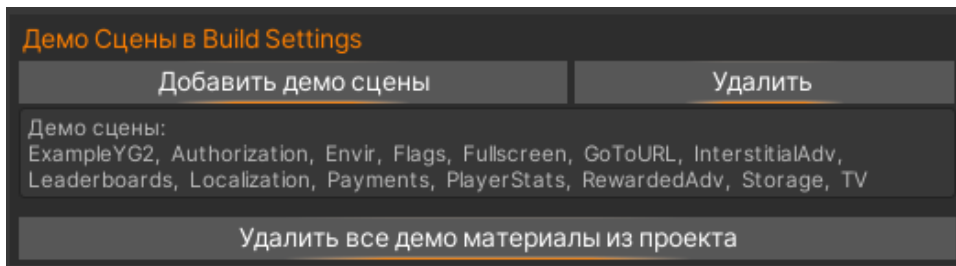 Демо Сцены в Build Settings
Добавить демо сцены
Удалить
Демо сцены:
ExampleYG2, Authorization, Envir, Flags, Fullscreen, GoToURL, InterstitialAdv,
Leaderboards, Localization, Payments, PlayerStats, RewardedAdv, Storage, TV
Удалить все демо материалы из проекта